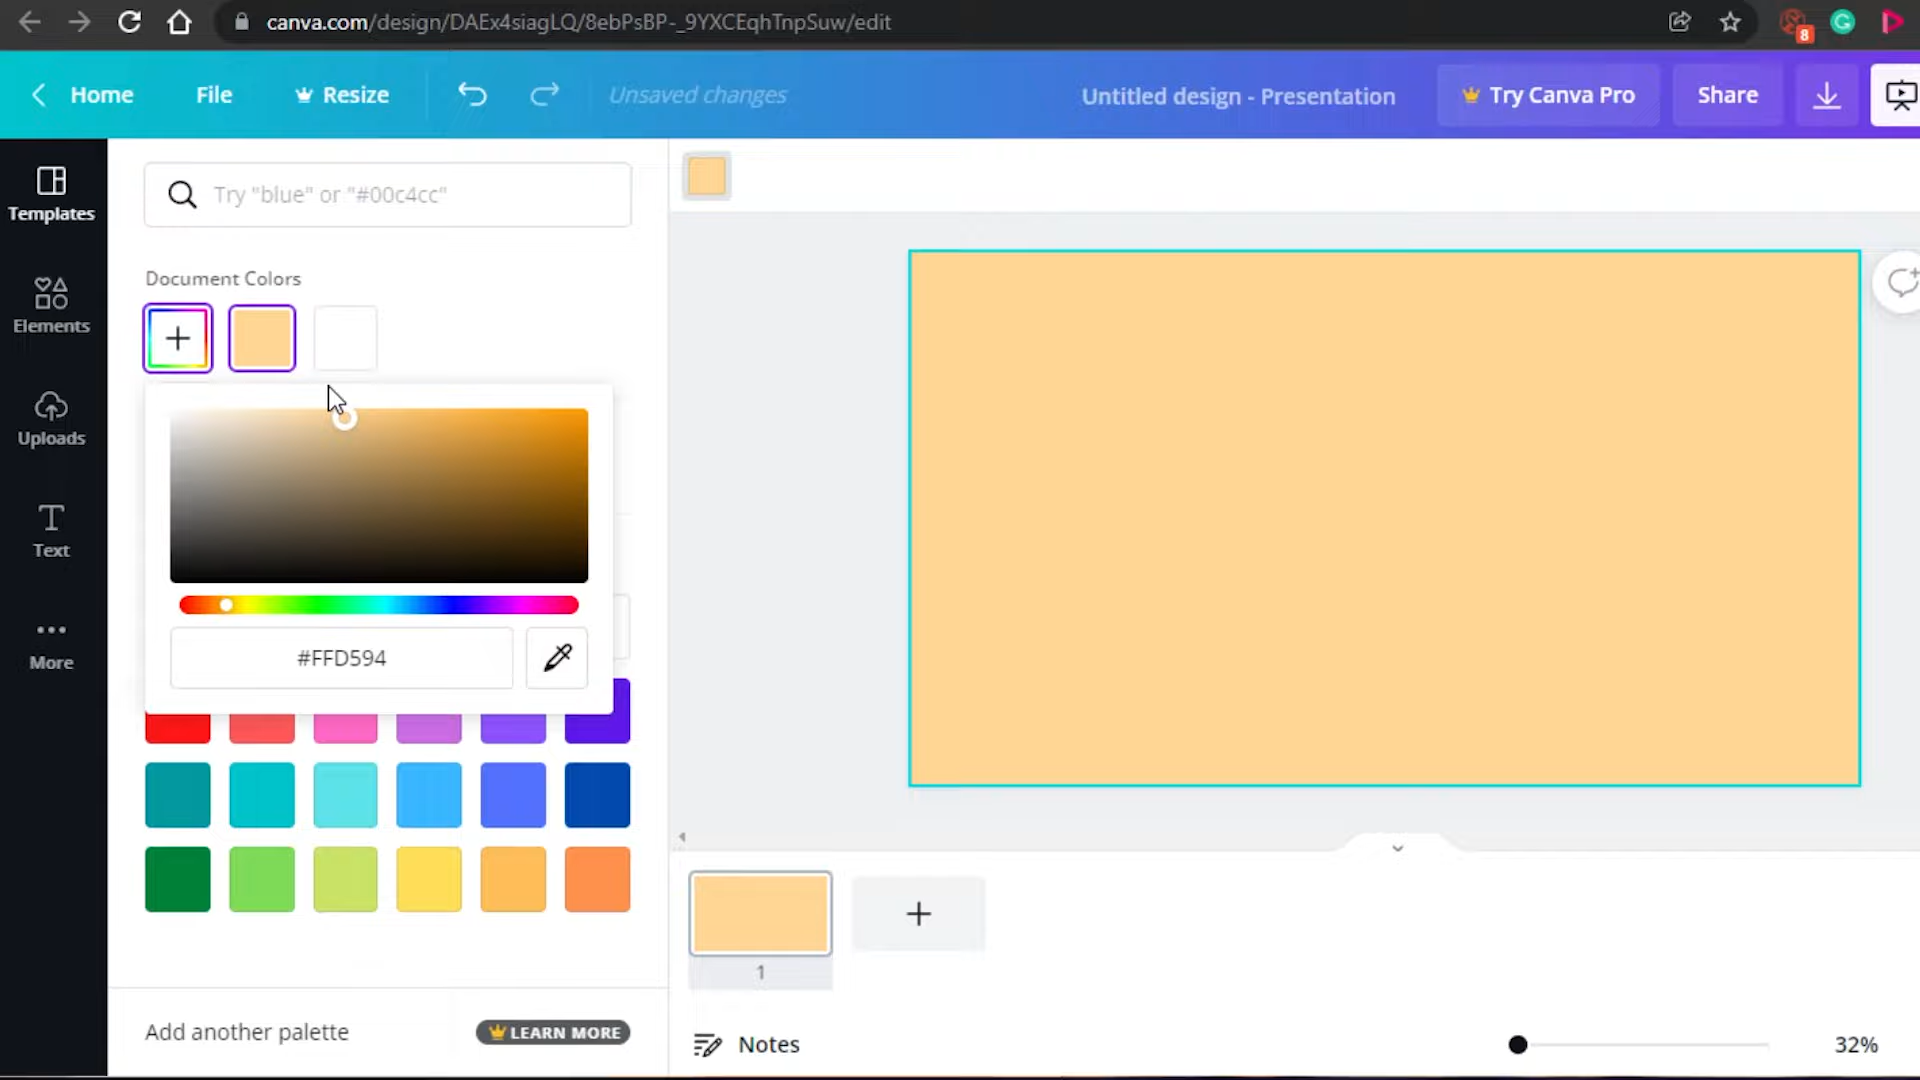 canva.com/design/DAEx4siagLQ/8ebPsBP-_9YXCEqhTnpSuw/edit
8
Home
File
Resize
Unsaved changes
Untitled design - Presentation
Try Canva Pro
Share
Templates
Elements
Uploads
Text
More
Try "blue" or "#00c4cc"
Document Colors
#FFD594
Add another palette
LEARN MORE
1
Notes
32%